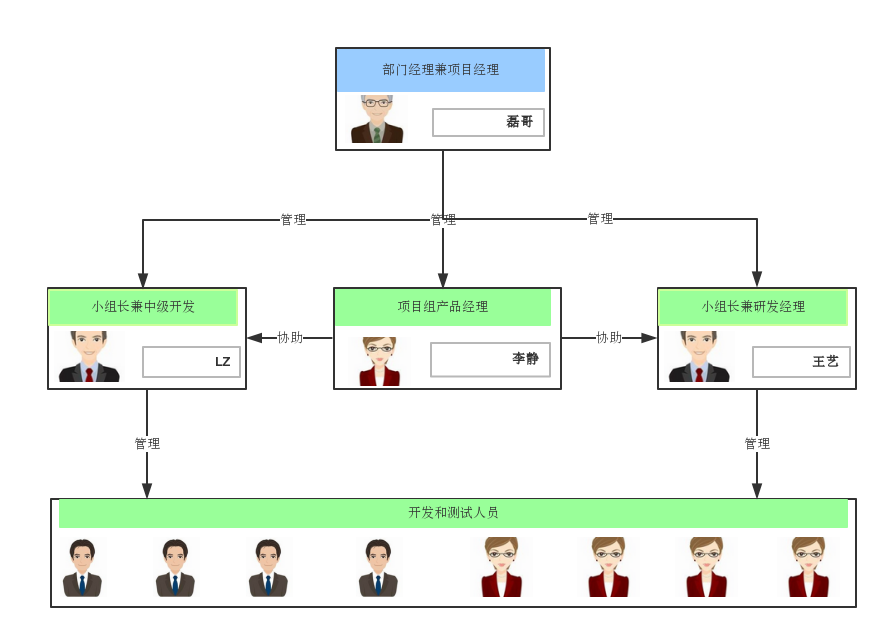 部门经理兼项目经理
磊哥
管理
管理
管理
小组长兼中级开发
项目组产品经理
小组长兼研发经理
LZ
协助
李静
协助
王艺
管理
管理
开发和测试人员